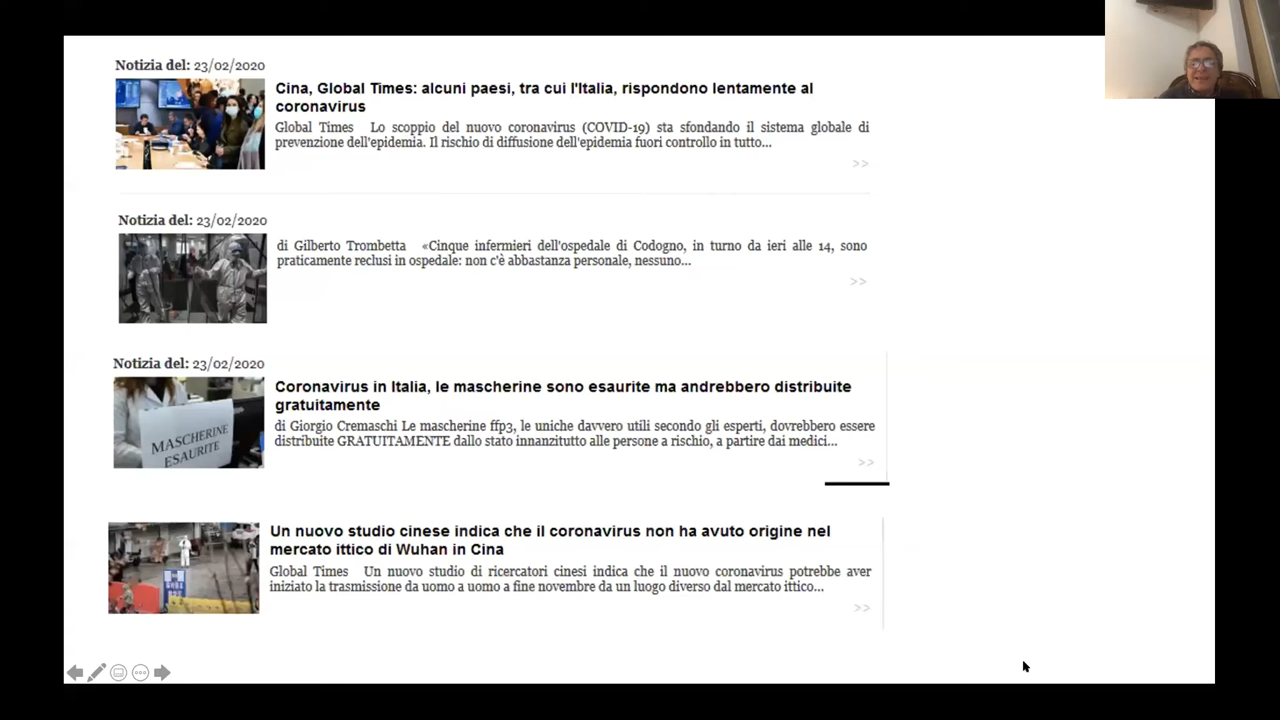 Notizia del: 23/02/2020
Cina, Global Times: alcuni paesi, tra cui l'Italia, rispondono lentamente al
coronavirus
Global Times Lo scoppio del nuovo coronavirus (COVID-19) sta sfondando il sistema globale di
prevenzione dell'epidemia. Il rischio di diffusione dell'epidemia fuori controllo in tutto...
>>
Notizia del: 23/02/2020
di Gilberto Trombetta «Cinque infermieri dell'ospedale di Codogno, in turno da ieri alle 14, sono
praticamente reclusi in ospedale: non c'è abbastanza personale, nessuno...
>>
Notizia del: 23/02/2020
Coronavirus in Italia, le mascherine sono esaurite ma andrebbero distribuite
gratuitamente
di Giorgio Cremaschi Le mascherine ffp3, le uniche davvero utili secondo gli esperti, dovrebbero essere
distribuite GRATUITAMENTE dallo stato innanzitutto alle persone a rischio, a partire dai medici...
MASCHERINE
ESAURITE
>>
Un nuovo studio cinese indica che il coronavirus non ha avuto origine nel
mercato ittico di Wuhan in Cina
Global Times Un nuovo studio di ricercatori cinesi indica che il nuovo coronavirus potrebbe aver
iniziato la trasmissione da uomo a uomo a fine novembre da un luogo diverso dal mercato ittico...
>>